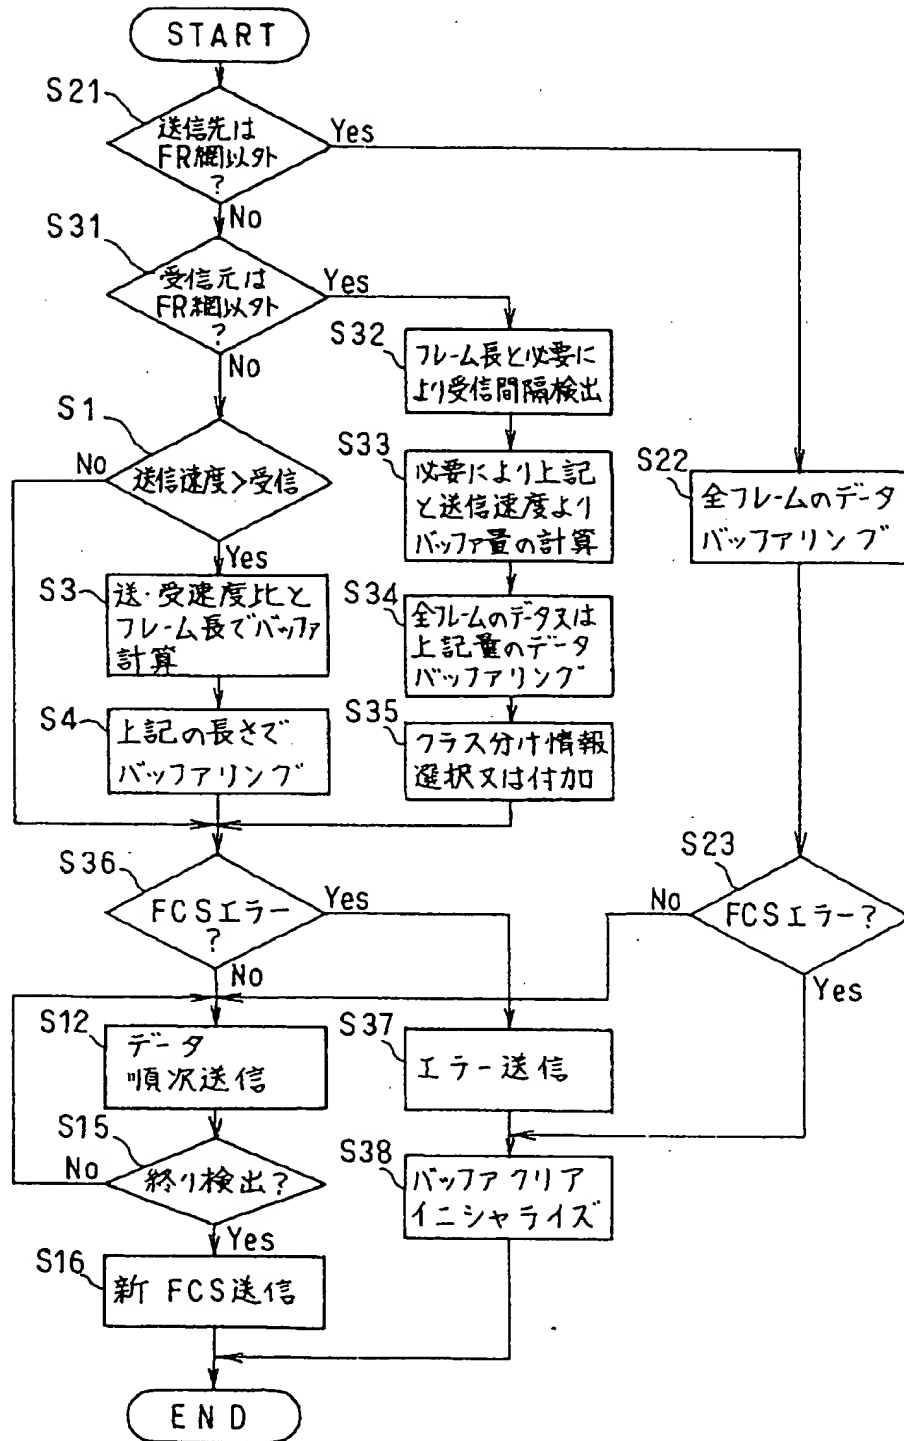 START
S21
送信先は
FR網以外
?
Yes
No
S31
受信元は
FR網以外
?
Yes
No
S32
フレーム長と必要に
より受信間隔検出
S1
送信速度>受信
No
Yes
S33
必要により上記
と送信速度より
バッファ量の計算
S22
全フレームのデータ
バッファリング
S3
送・受速度比と
フレーム長でバッファ
計算
S34
全フレームのデータ又は
上記量のデータ
バッファリング
S4
上記の長さで
バッファリング
S35
クラス分け情報
選択又は付加
S36
FCSエラー
?
Yes
No
S23
FCSエラー?
No
Yes
S12
データ
順次送信
S37
エラー送信
S15
終り検出?
No
Yes
S38
バッファクリア
イニシャライズ
S16
新 FCS送信
END